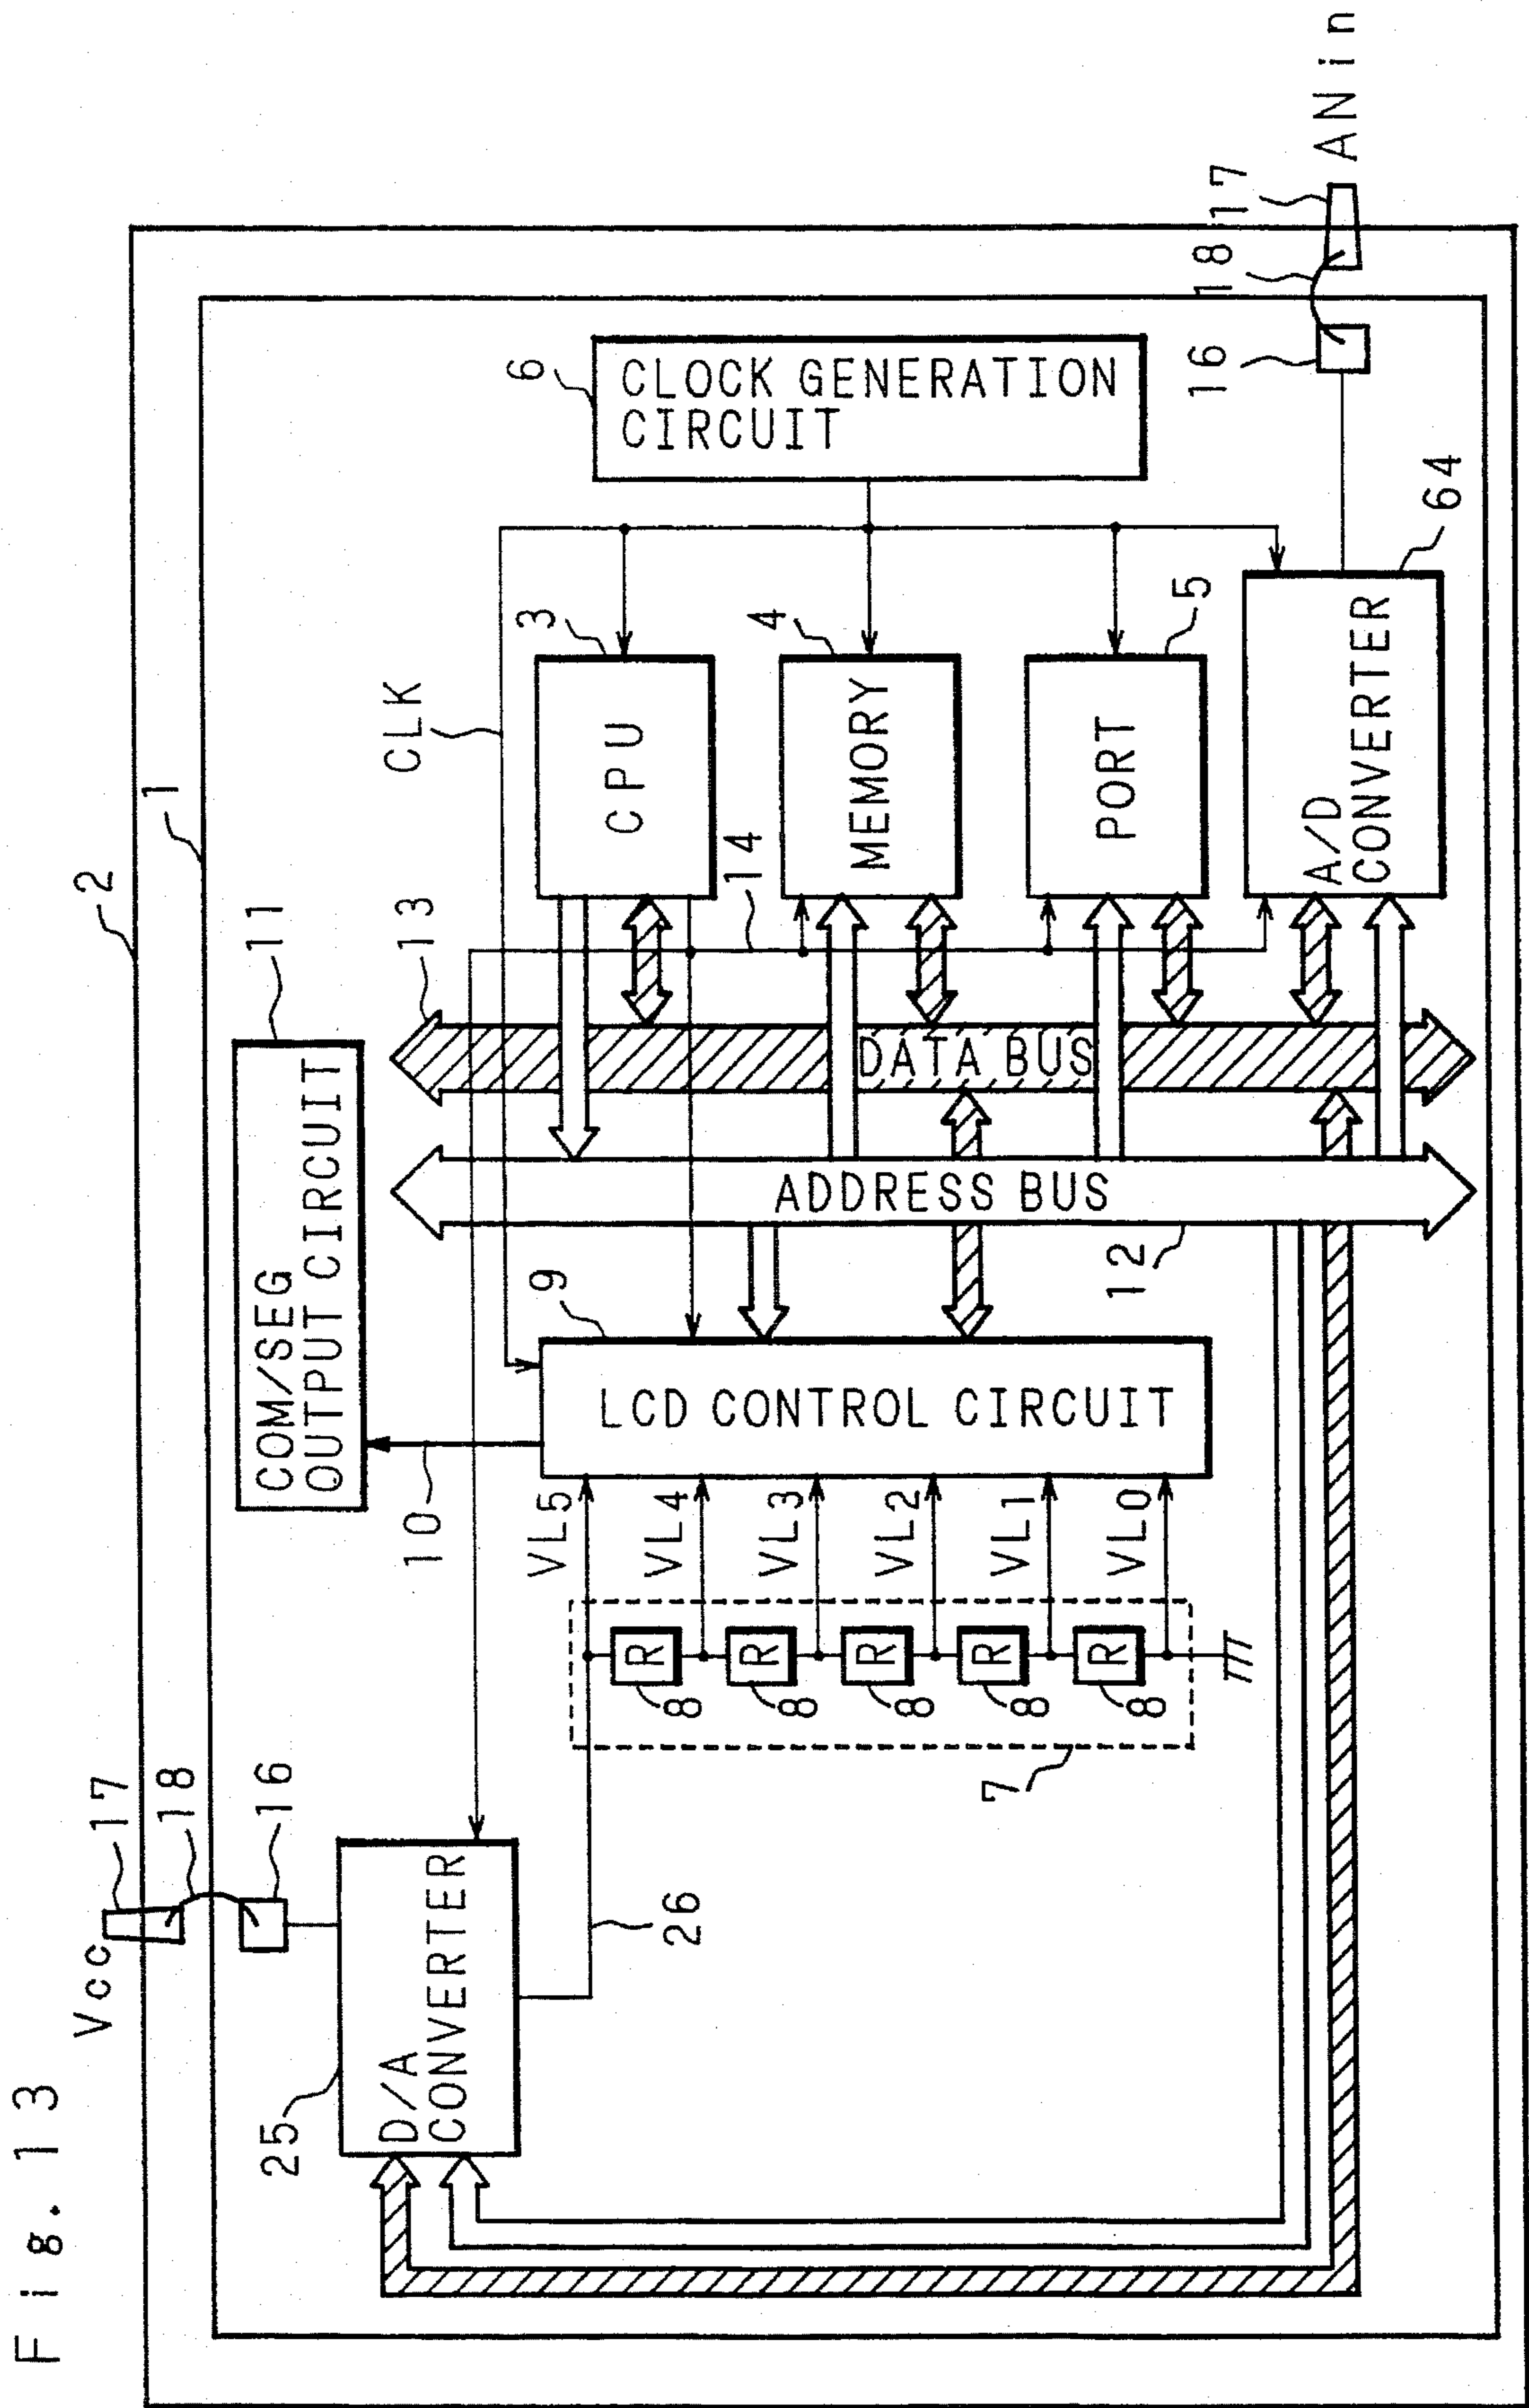 Fig. 13
2
1
Vcc
17
18
16
25
D/A
CONVERTER
26
COM/SEG
OUTPUT CIRCUIT
11
10
13
CLK
9
LCD CONTROL CIRCUIT
VL5
VL4
VL3
VL2
VL1
VL0
R
R
R
R
R
8
8
8
8
8
7
ADDRESS BUS
12
DATA BUS
14
3
CPU
4
MEMORY
5
PORT
A/D
CONVERTER
64
6
CLOCK GENERATION
CIRCUIT
16
18
17
ANin